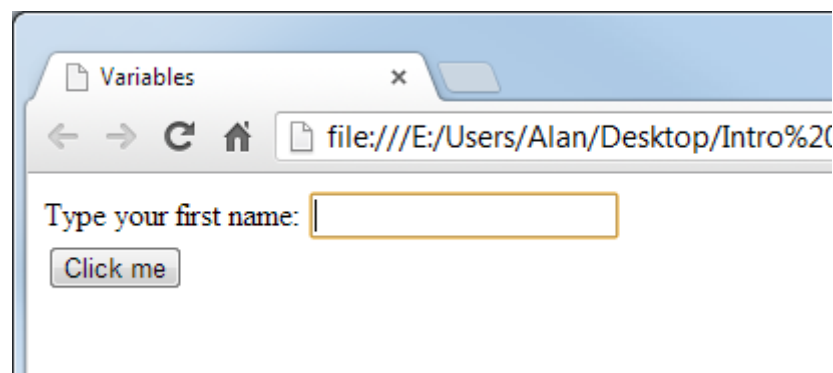 Variables
file:///E:/Users/Alan/Desktop/Intro%20
Type your first name:
Click me